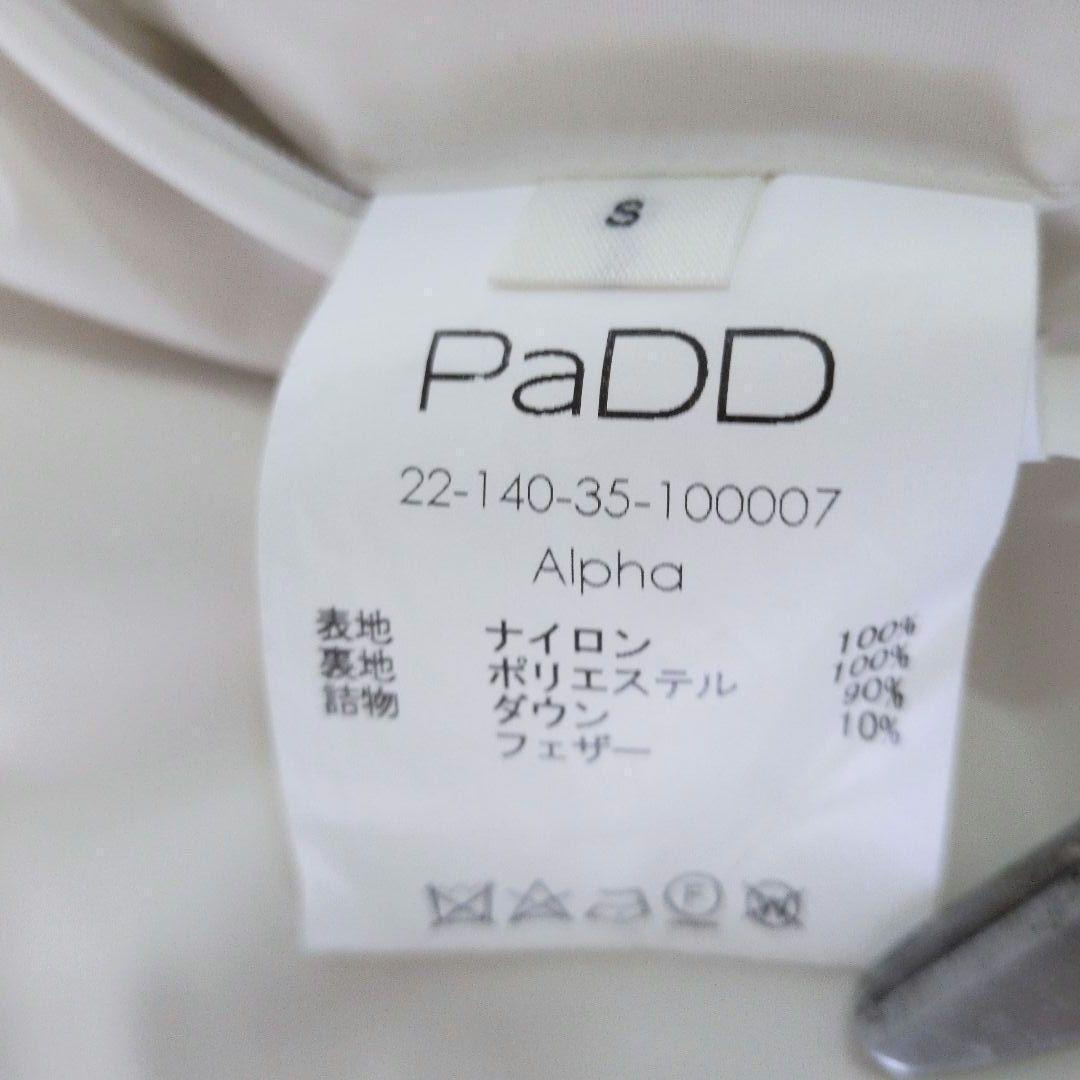 S
PaDD
22-140-35-100007
Alpha
表地 ナイロン 100%
裏地 ポリエステル 100%
詰物 ダウン 90%
フェザー 10%
F
W